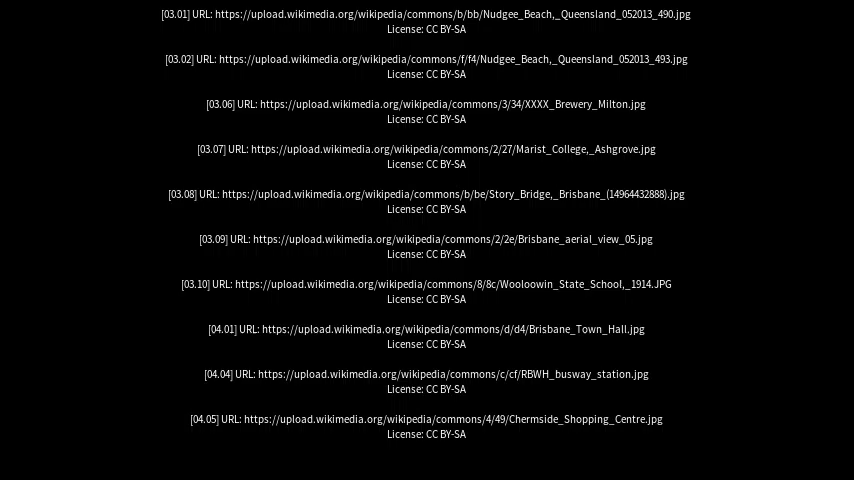 [03.01] URL: https://upload.wikimedia.org/wikipedia/commons/b/bb/Nudgee_Beach,_Queensland_052013_490.jpg
License: CC BY-SA
[03.02] URL: https://upload.wikimedia.org/wikipedia/commons/f/f4/Nudgee_Beach,_Queensland_052013_493.jpg
License: CC BY-SA
[03.06] URL: https://upload.wikimedia.org/wikipedia/commons/3/34/XXXX_Brewery_Milton.jpg
License: CC BY-SA
[03.07] URL: https://upload.wikimedia.org/wikipedia/commons/2/27/Marist_College,_Ashgrove.jpg
License: CC BY-SA
[03.08] URL: https://upload.wikimedia.org/wikipedia/commons/b/be/Story_Bridge,_Brisbane_(14964432888).jpg
License: CC BY-SA
[03.09] URL: https://upload.wikimedia.org/wikipedia/commons/2/2e/Brisbane_aerial_view_05.jpg
License: CC BY-SA
[03.10] URL: https://upload.wikimedia.org/wikipedia/commons/8/8c/Wooloowin_State_School,_1914.JPG
License: CC BY-SA
[04.01] URL: https://upload.wikimedia.org/wikipedia/commons/d/d4/Brisbane_Town_Hall.jpg
License: CC BY-SA
[04.04] URL: https://upload.wikimedia.org/wikipedia/commons/c/cf/RBWH_busway_station.jpg
License: CC BY-SA
[04.05] URL: https://upload.wikimedia.org/wikipedia/commons/4/49/Chermside_Shopping_Centre.jpg
License: CC BY-SA